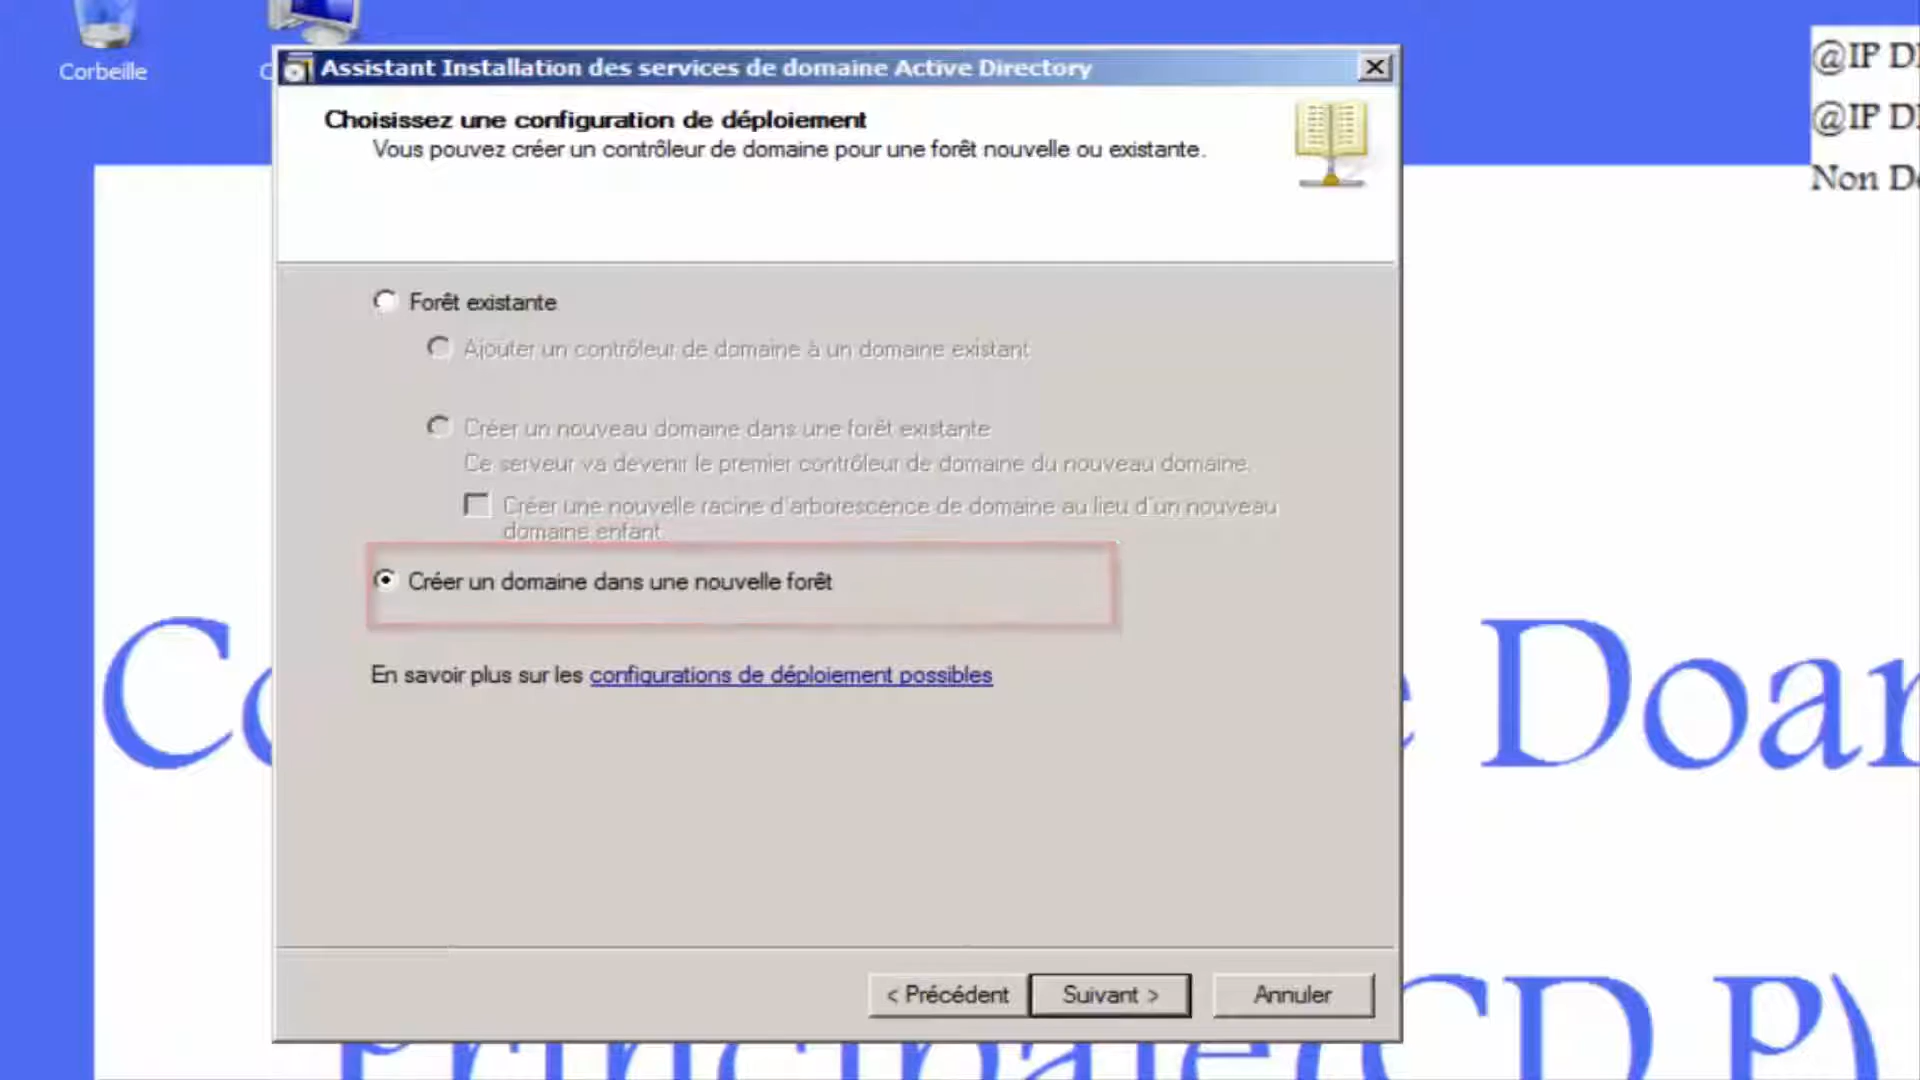 Corbeille
Assistant Installation des services de domaine Active Directory
@IP D
@IP D
Non D
Choisissez une configuration de déploiement
Vous pouvez créer un contrôleur de domaine pour une forêt nouvelle ou existante.
Forêt existante
Ajouter un contrôleur de domaine à un domaine existant
Créer un nouveau domaine dans une forêt existante
Ce serveur va devenir le premier contrôleur de domaine du nouveau domaine.
Créer une nouvelle racine d'arborescence de domaine au lieu d'un nouveau
domaine enfant
Créer un domaine dans une nouvelle forêt
En savoir plus sur les configurations de déploiement possibles
Co e Doar
< Précédent Suivant > Annuler
Principale(CD P)